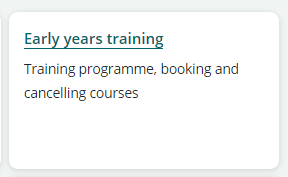 Early years training
Training programme, booking and
cancelling courses